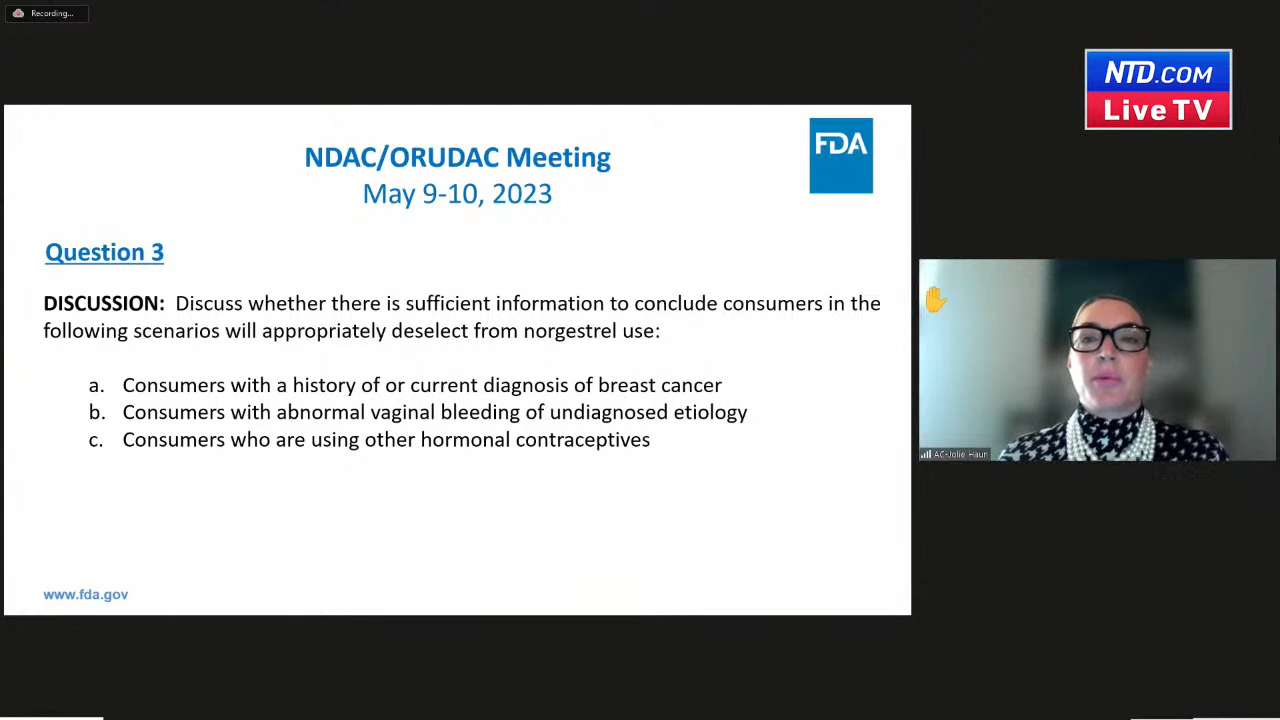 Recording...
NTD.COM
Live TV
FDA
NDAC/ORUDAC Meeting
May 9-10, 2023
Question 3
DISCUSSION: Discuss whether there is sufficient information to conclude consumers in the
following scenarios will appropriately deselect from norgestrel use:
a. Consumers with a history of or current diagnosis of breast cancer
b. Consumers with abnormal vaginal bleeding of undiagnosed etiology
c. Consumers who are using other hormonal contraceptives
www.fda.gov
AC-Jolie Haun